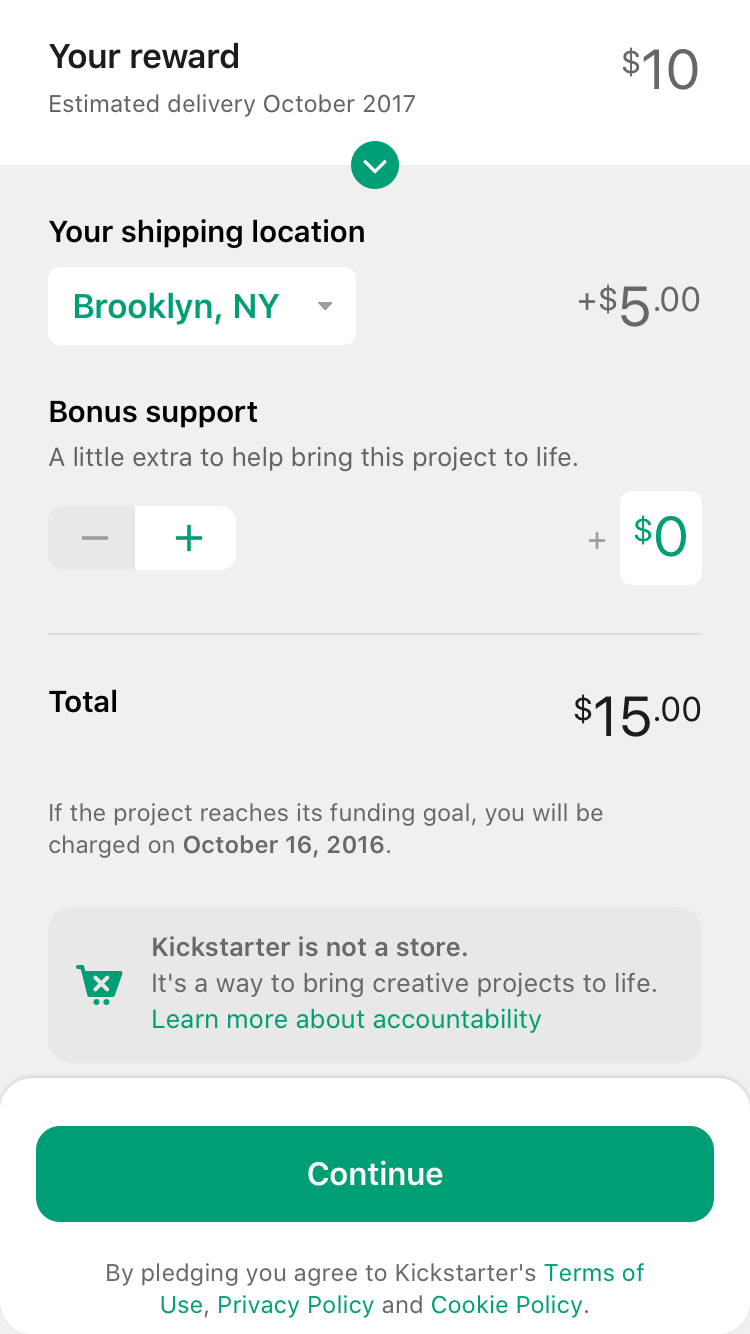 Your reward
$10
Estimated delivery October 2017
Your shipping location
Brooklyn, NY
+$5.00
Bonus support
A little extra to help bring this project to life.
− +
+ $0
Total
$15.00
If the project reaches its funding goal, you will be
charged on October 16, 2016.
Kickstarter is not a store.
It's a way to bring creative projects to life.
Learn more about accountability
Continue
By pledging you agree to Kickstarter's Terms of
Use, Privacy Policy and Cookie Policy.